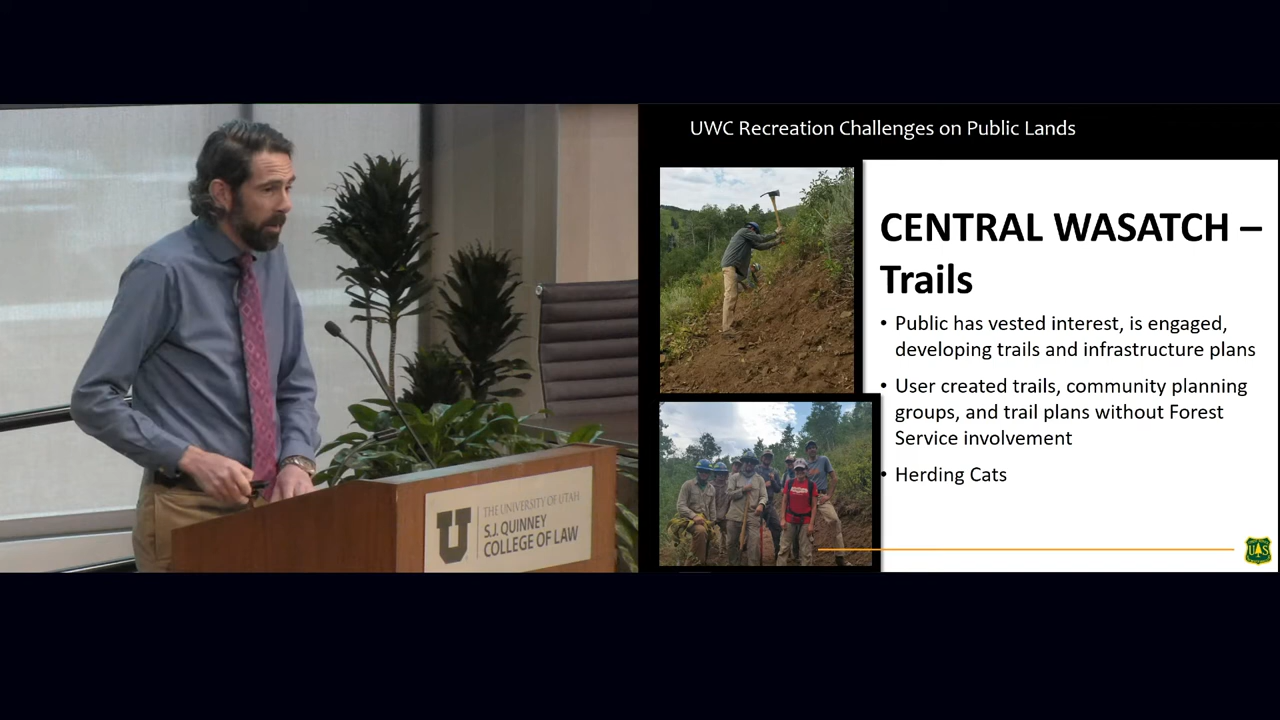 UWC Recreation Challenges on Public Lands
CENTRAL WASATCH –
Trails
• Public has vested interest, is engaged,
developing trails and infrastructure plans
• User created trails, community planning
groups, and trail plans without Forest
Service involvement
• Herding Cats
U
THE UNIVERSITY OF UTAH
S.J. QUINNEY
COLLEGE OF LAW
US